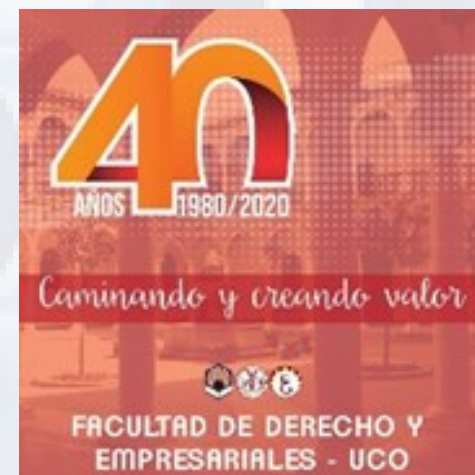 40
AÑOS 1980/2020
Caminando y creando valor
FACULTAD DE DERECHO Y
EMPRESARIALES - UCO